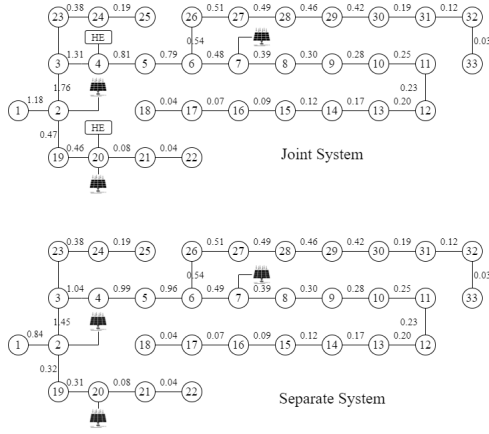 0.38 0.19 0.51 0.49 0.46 0.42 0.19 0.12
23 24 25 26 27 28 29 30 31 32
HE 0.54 0.03
1.31 0.81 0.79 0.48 0.39 0.30 0.28 0.25
3 4 5 6 7 8 9 10 11 33
1.76 0.23
1.18 0.04 0.07 0.09 0.12 0.17 0.20
1 2 18 17 16 15 14 13 12
0.47 HE
0.46 0.08 0.04
19 20 21 22
Joint System
0.38 0.19 0.51 0.49 0.46 0.42 0.19 0.12
23 24 25 26 27 28 29 30 31 32
0.54 0.03
1.04 0.99 0.96 0.49 0.39 0.30 0.28 0.25
3 4 5 6 7 8 9 10 11 33
1.45 0.23
0.84 0.04 0.07 0.09 0.12 0.17 0.20
1 2 18 17 16 15 14 13 12
0.32
0.31 0.08 0.04
19 20 21 22
Separate System